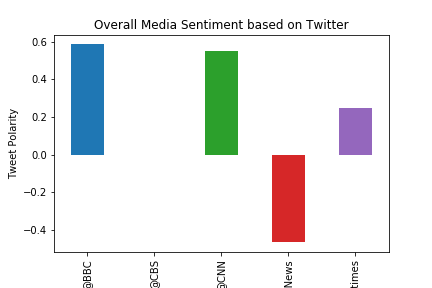 Overall Media Sentiment based on Twitter
Tweet Polarity
0.6
0.4
0.2
0.0
−0.2
−0.4
@BBC
@CBS
@CNN
News
times